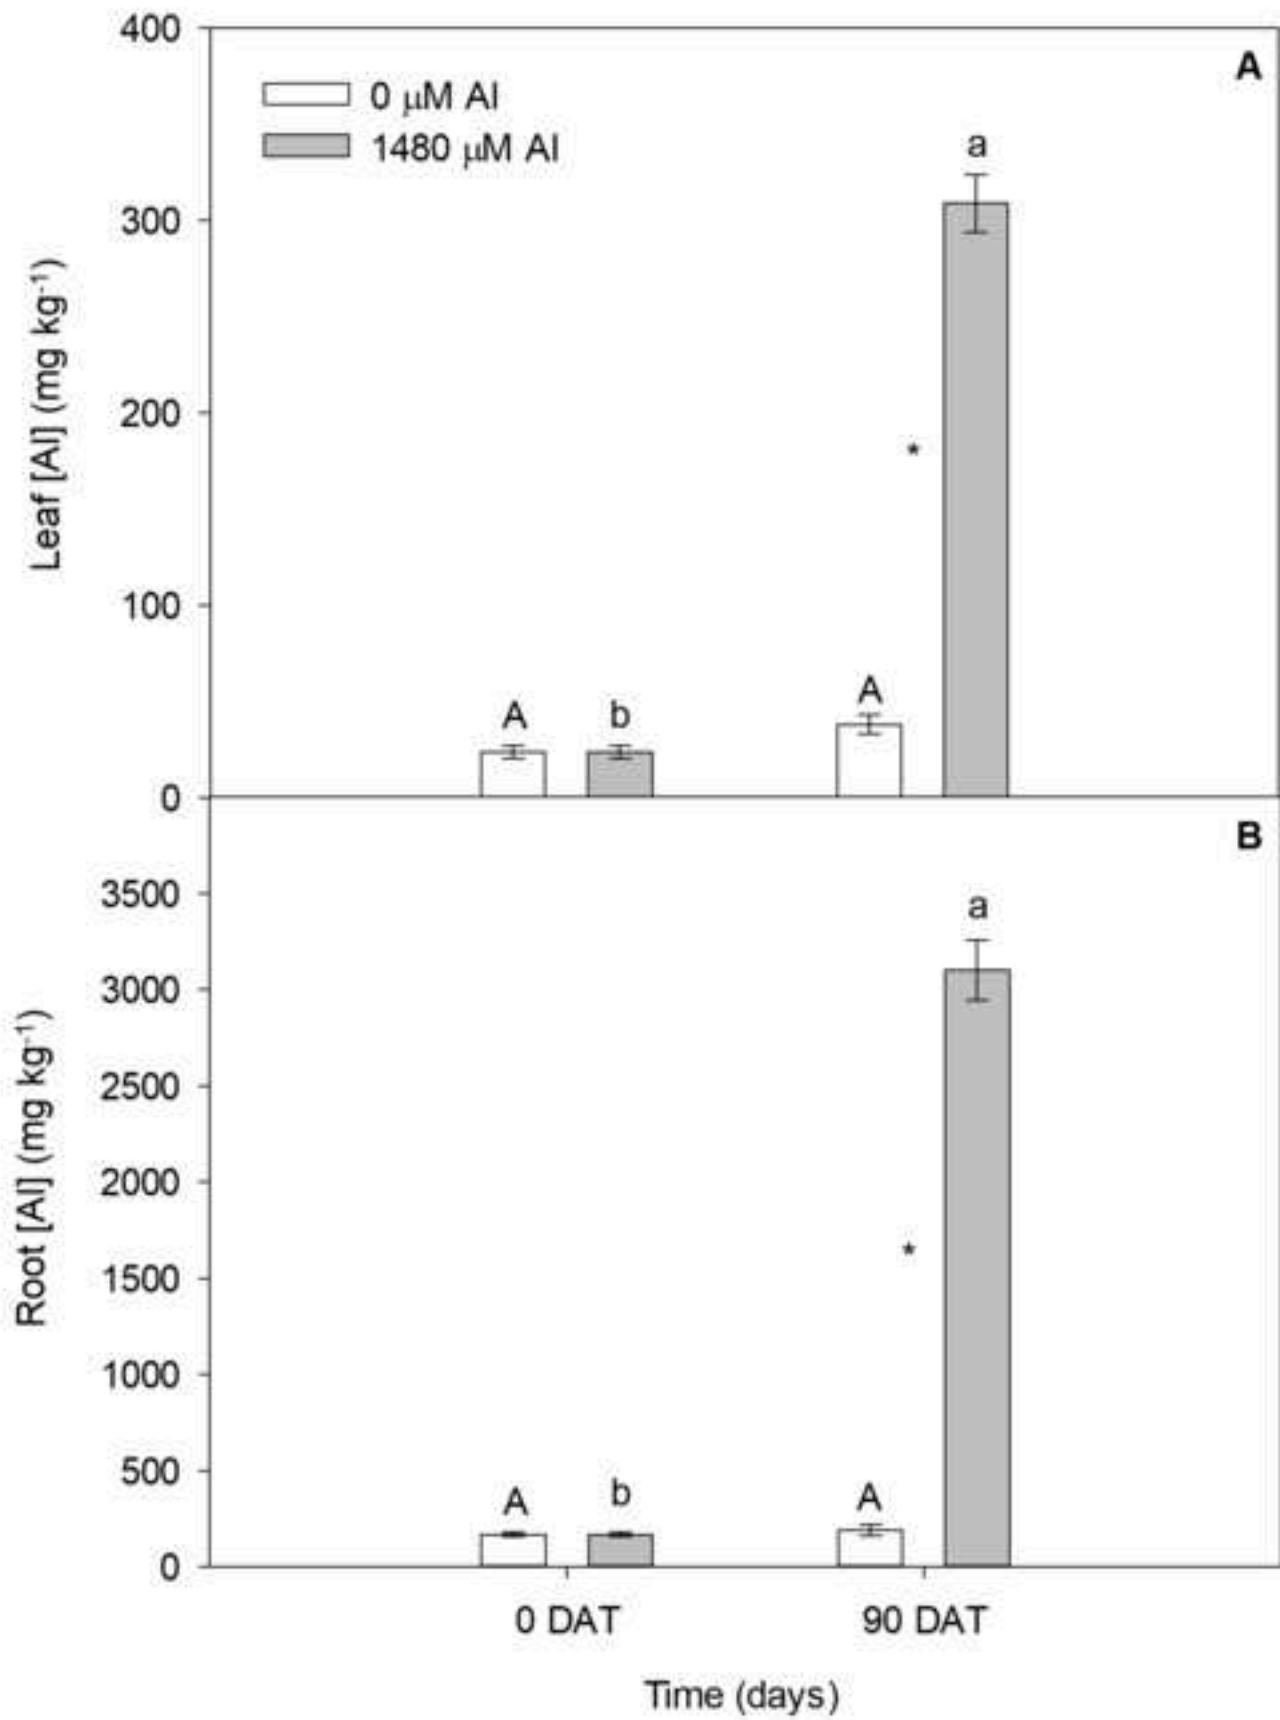 400
A
0 μM Al
1480 μM Al
a
300
200
*
100
A
b
A
0
Leaf [Al] (mg kg⁻¹)
B
3500
a
3000
2500
2000
*
1500
1000
500
A
b
A
0
Root [Al] (mg kg⁻¹)
0 DAT
90 DAT
Time (days)